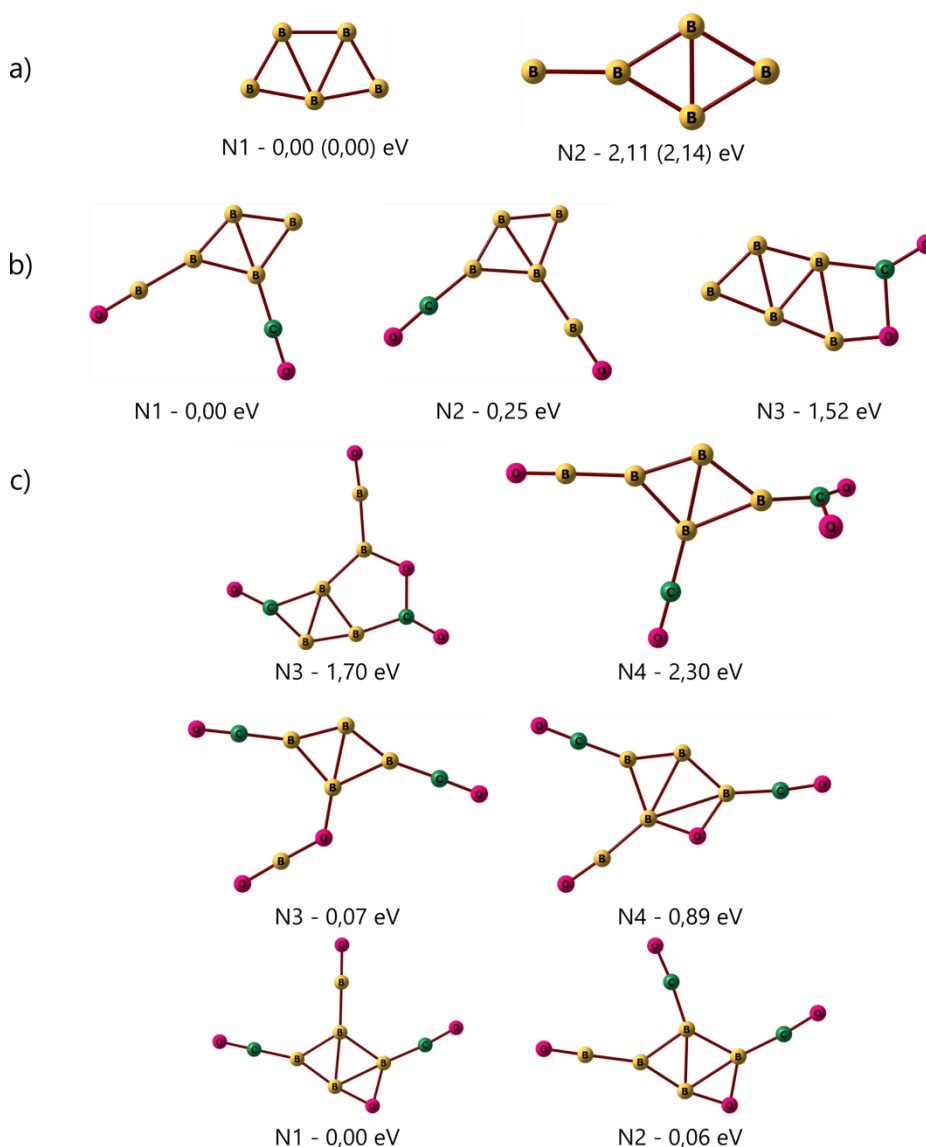 a)
B B
B B B
N1 - 0,00 (0,00) eV
B
B B B
B
N2 - 2,11 (2,14) eV
b)
B B
B B
B
O C
O
N1 - 0,00 eV
B B
B B
C B
O O
N2 - 0,25 eV
B B C
B B
B O
N3 - 1,52 eV
c)
O
B
B
O B O
C C
B B O
N3 - 1,70 eV
B
O B B
B C O
B O
C
O
N4 - 2,30 eV
O C B B
B C O
B
O
B
O
N3 - 0,07 eV
O C
B B
B C O
B O
B
O
N4 - 0,89 eV
O
B
B O
O C B B C
B O
N1 - 0,00 eV
O
C O
B C
O B B B
B O
N2 - 0,06 eV